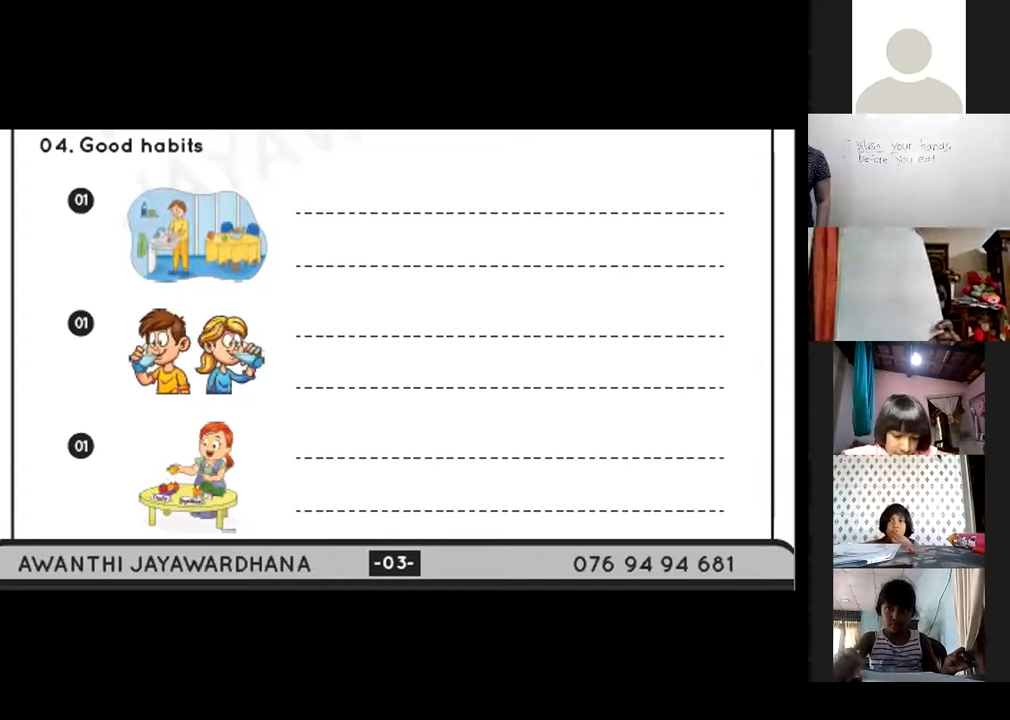 04. Good habits
01
01
01
AWANTHI JAYAWARDHANA -03- 076 94 94 681
Wash your hands
before you eat